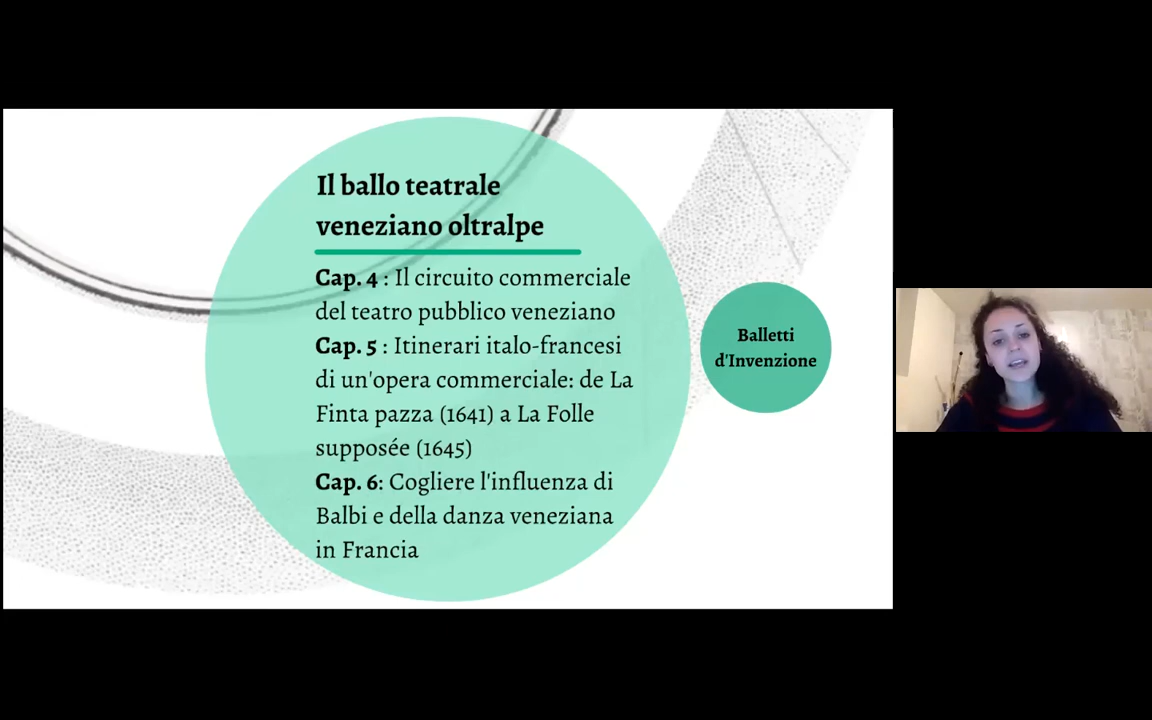 Il ballo teatrale
veneziano oltralpe
Cap. 4 : Il circuito commerciale
del teatro pubblico veneziano
Cap. 5 : Itinerari italo-francesi
di un'opera commerciale: de La
Finta pazza (1641) a La Folle
supposée (1645)
Cap. 6: Cogliere l'influenza di
Balbi e della danza veneziana
in Francia
Balletti
d'Invenzione